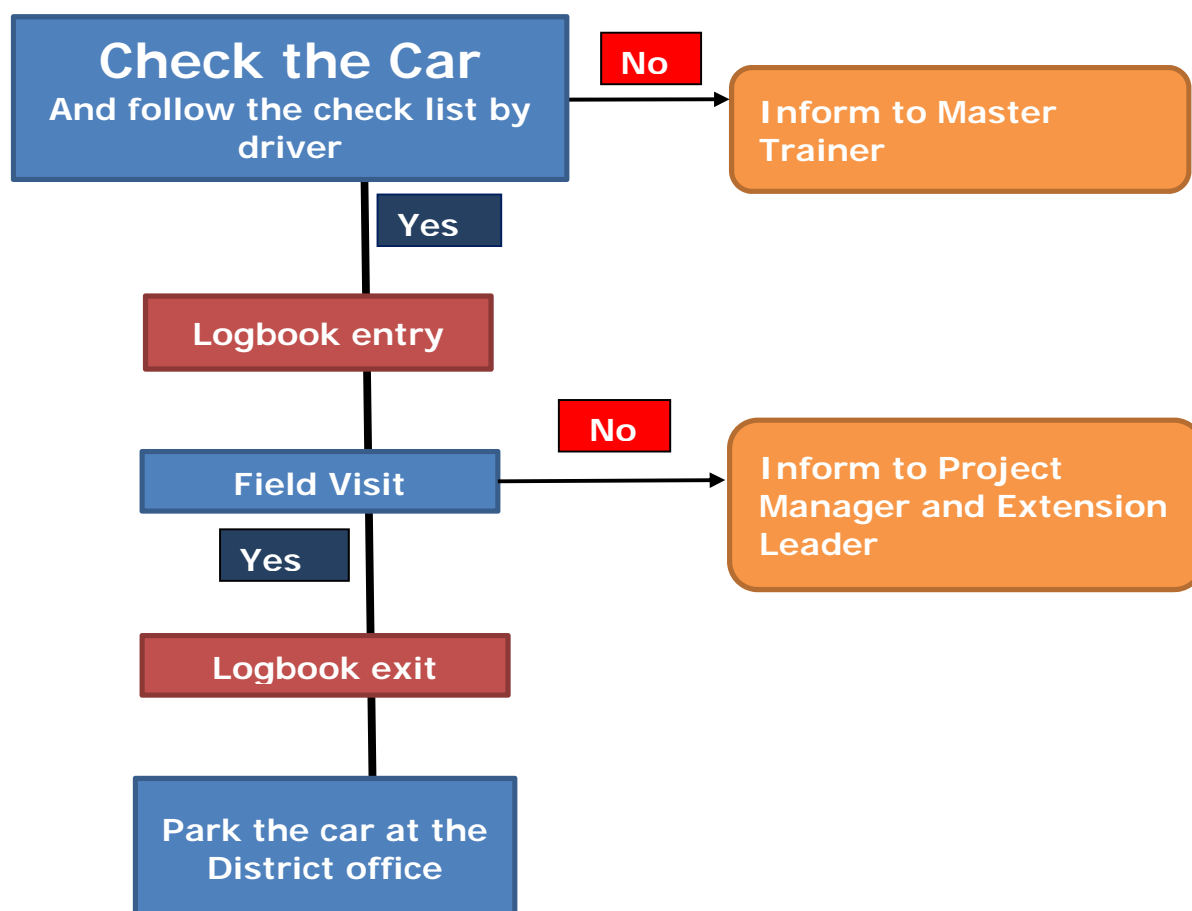 Check the Car
And follow the check list by
driver
No
Inform to Master
Trainer
Yes
Logbook entry
Field Visit
No
Inform to Project
Manager and Extension
Leader
Yes
Logbook exit
Park the car at the
District office